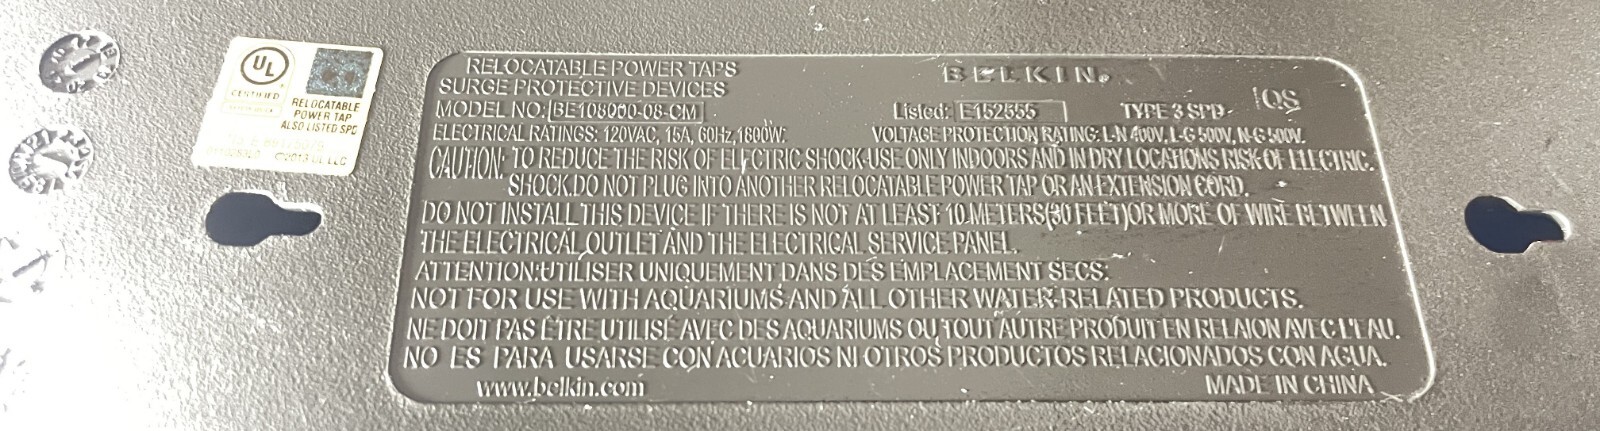 UL
CERTIFIED
RELOCATABLE
POWER TAP
ALSO LISTED SPD
©2013 UL LLC
RELOCATABLE POWER TAPS
BELKIN®
SURGE PROTECTIVE DEVICES
MODEL NO: BE108000-08-CM Listed: E152555 TYPE 3 SPD 1QS
ELECTRICAL RATINGS: 120VAC, 15A, 60Hz, 1800W. VOLTAGE PROTECTION RATING: L-N 400V, L-G 500V, N-G 500V.
CAUTION: TO REDUCE THE RISK OF ELECTRIC SHOCK-USE ONLY INDOORS AND IN DRY LOCATIONS RISK OF ELECTRIC.
SHOCK.DO NOT PLUG INTO ANOTHER RELOCATABLE POWER TAP OR AN EXTENSION CORD.
DO NOT INSTALL THIS DEVICE IF THERE IS NOT AT LEAST 10 METERS(30 FEET)OR MORE OF WIRE BETWEEN
THE ELECTRICAL OUTLET AND THE ELECTRICAL SERVICE PANEL.
ATTENTION:UTILISER UNIQUEMENT DANS DES EMPLACEMENT SECS:
NOT FOR USE WITH AQUARIUMS AND ALL OTHER WATER-RELATED PRODUCTS.
NE DOIT PAS ÊTRE UTILISÉ AVEC DES AQUARIUMS OU TOUT AUTRE PRODUIT EN RELAION AVEC L'EAU.
NO ES PARA USARSE CON ACUARIOS NI OTROS PRODUCTOS RELACIONADOS CON AGUA.
www.belkin.com MADE IN CHINA